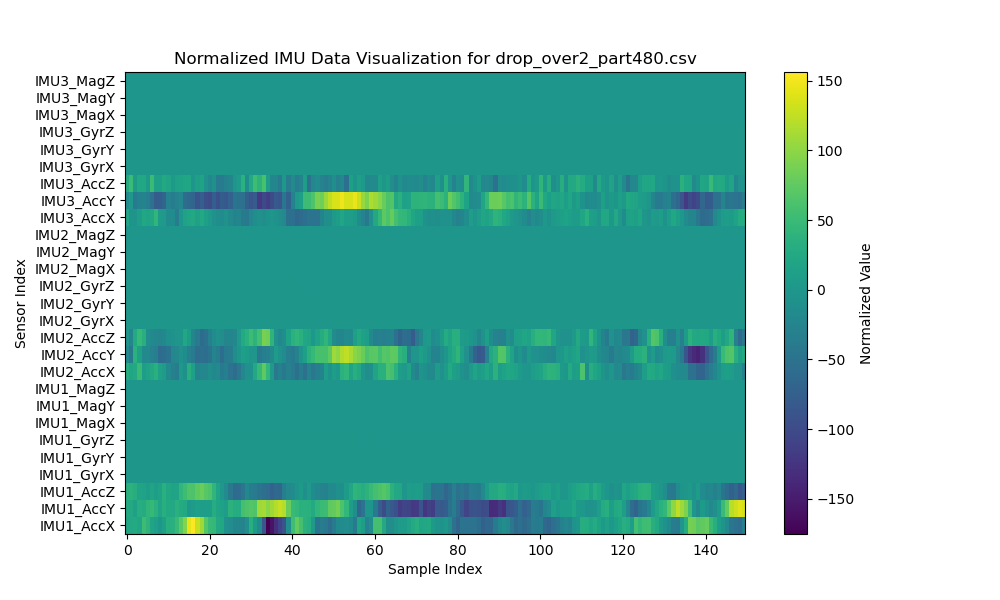 Normalized IMU Data Visualization for drop_over2_part480.csv
IMU3_MagZ
IMU3_MagY
IMU3_MagX
IMU3_GyrZ
IMU3_GyrY
IMU3_GyrX
IMU3_AccZ
IMU3_AccY
IMU3_AccX
IMU2_MagZ
IMU2_MagY
IMU2_MagX
IMU2_GyrZ
IMU2_GyrY
IMU2_GyrX
IMU2_AccZ
IMU2_AccY
IMU2_AccX
IMU1_MagZ
IMU1_MagY
IMU1_MagX
IMU1_GyrZ
IMU1_GyrY
IMU1_GyrX
IMU1_AccZ
IMU1_AccY
IMU1_AccX
Sensor Index
0 20 40 60 80 100 120 140
Sample Index
150
100
50
0
−50
−100
−150
Normalized Value